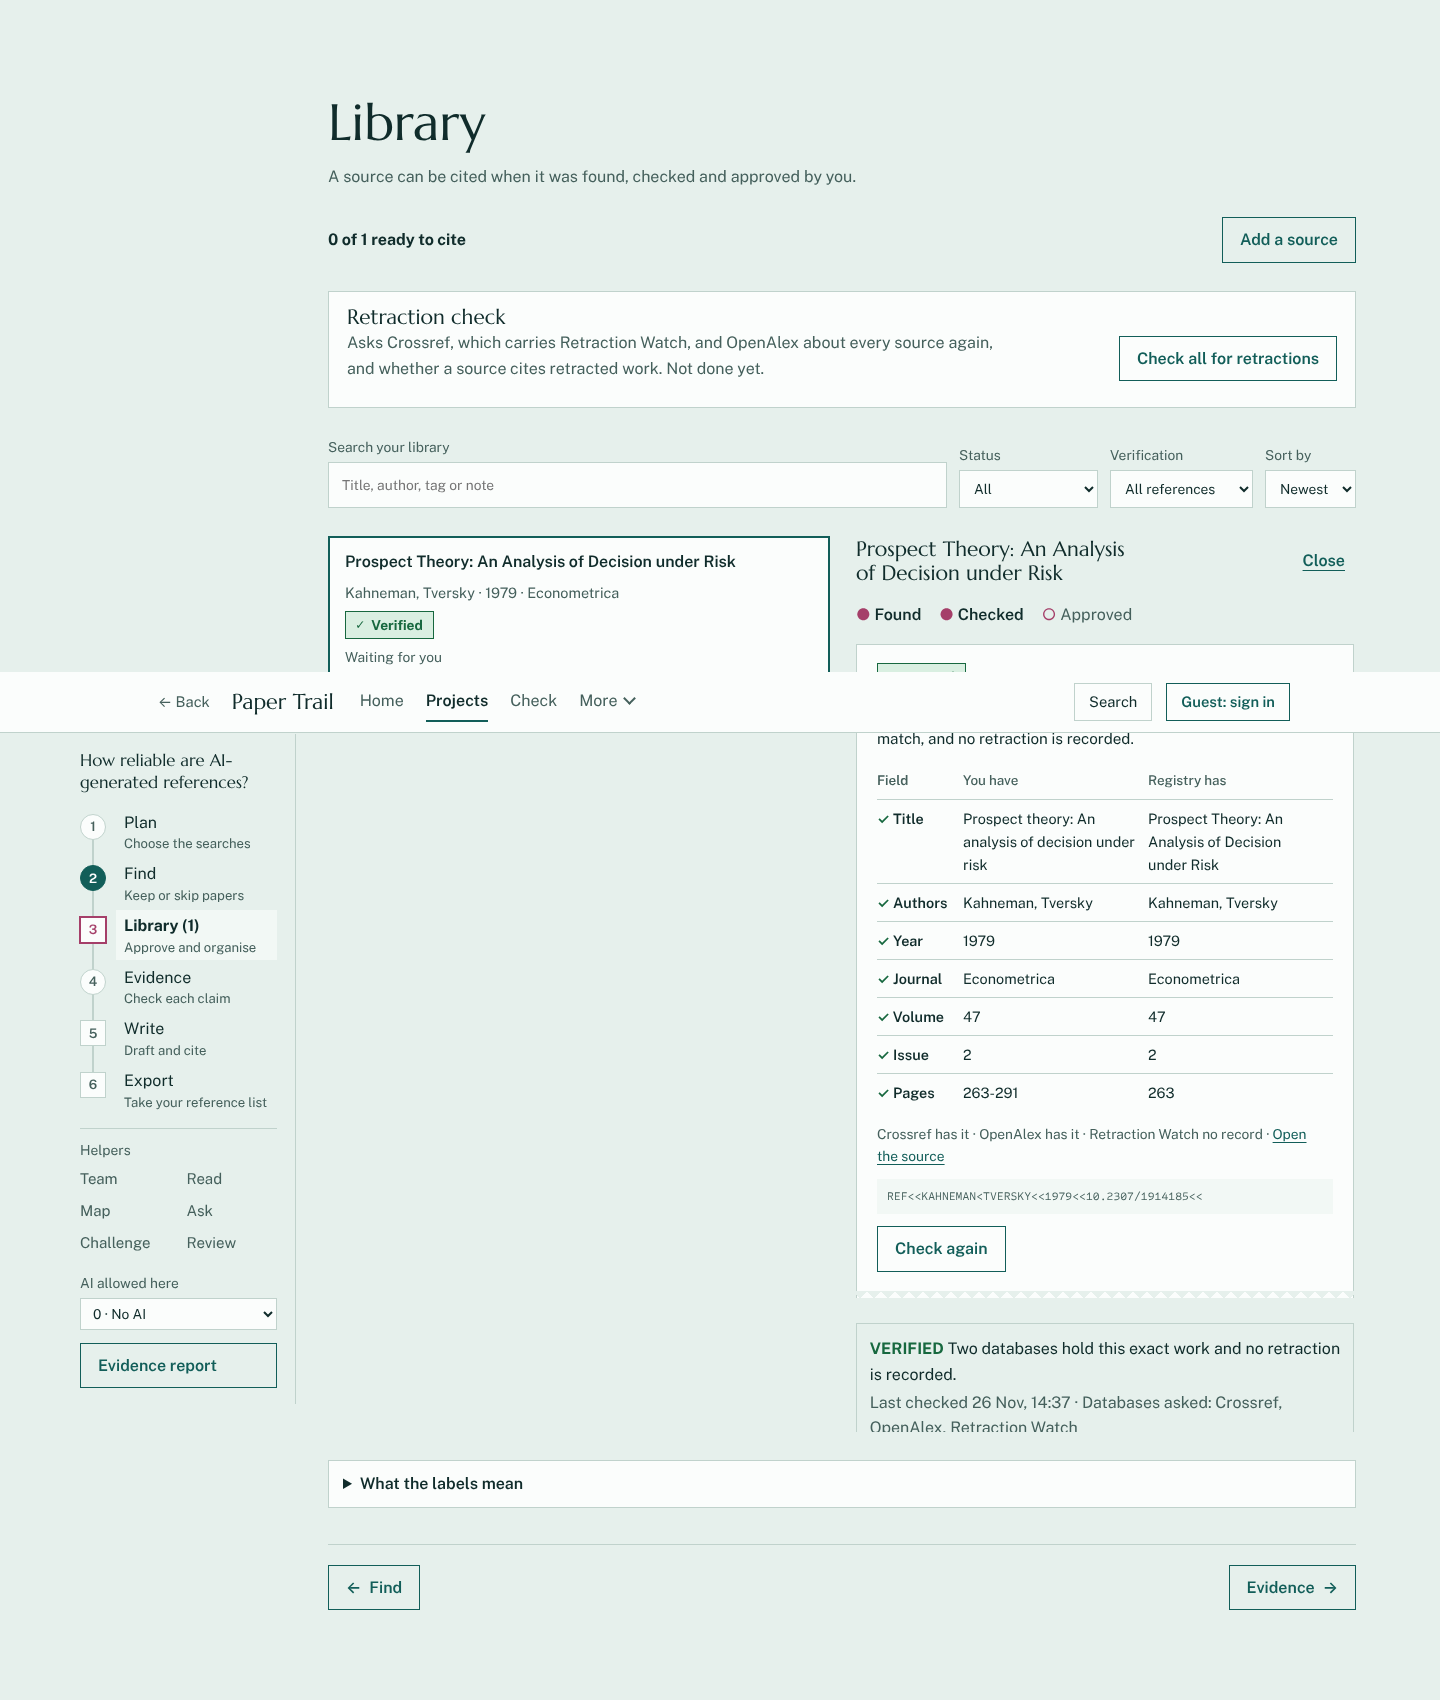 Library
A source can be cited when it was found, checked and approved by you.
0 of 1 ready to cite
Add a source
Retraction check
Asks Crossref, which carries Retraction Watch, and OpenAlex about every source again,
and whether a source cites retracted work. Not done yet.
Check all for retractions
Search your library
Title, author, tag or note
Status
All
Verification
All references
Sort by
Newest
Prospect Theory: An Analysis of Decision under Risk
Kahneman, Tversky · 1979 · Econometrica
✓ Verified
Waiting for you
Prospect Theory: An Analysis
of Decision under Risk
Close
Found
Checked
Approved
← Back
Paper Trail
Home
Projects
Check
More
Search
Guest: sign in
match, and no retraction is recorded.
Field You have Registry has
✓ Title Prospect theory: An Prospect Theory: An
analysis of decision under Analysis of Decision
risk under Risk
✓ Authors Kahneman, Tversky Kahneman, Tversky
✓ Year 1979 1979
✓ Journal Econometrica Econometrica
✓ Volume 47 47
✓ Issue 2 2
✓ Pages 263-291 263
Crossref has it · OpenAlex has it · Retraction Watch no record · Open
the source
REF<<KAHNEMAN<TVERSKY<<1979<<10.2307/1914185<<
Check again
VERIFIED Two databases hold this exact work and no retraction
is recorded.
Last checked 26 Nov, 14:37 · Databases asked: Crossref,
OpenAlex, Retraction Watch
How reliable are AI-
generated references?
1 Plan
Choose the searches
2 Find
Keep or skip papers
3 Library (1)
Approve and organise
4 Evidence
Check each claim
5 Write
Draft and cite
6 Export
Take your reference list
Helpers
Team Read
Map Ask
Challenge Review
AI allowed here
0 · No AI
Evidence report
What the labels mean
← Find
Evidence →